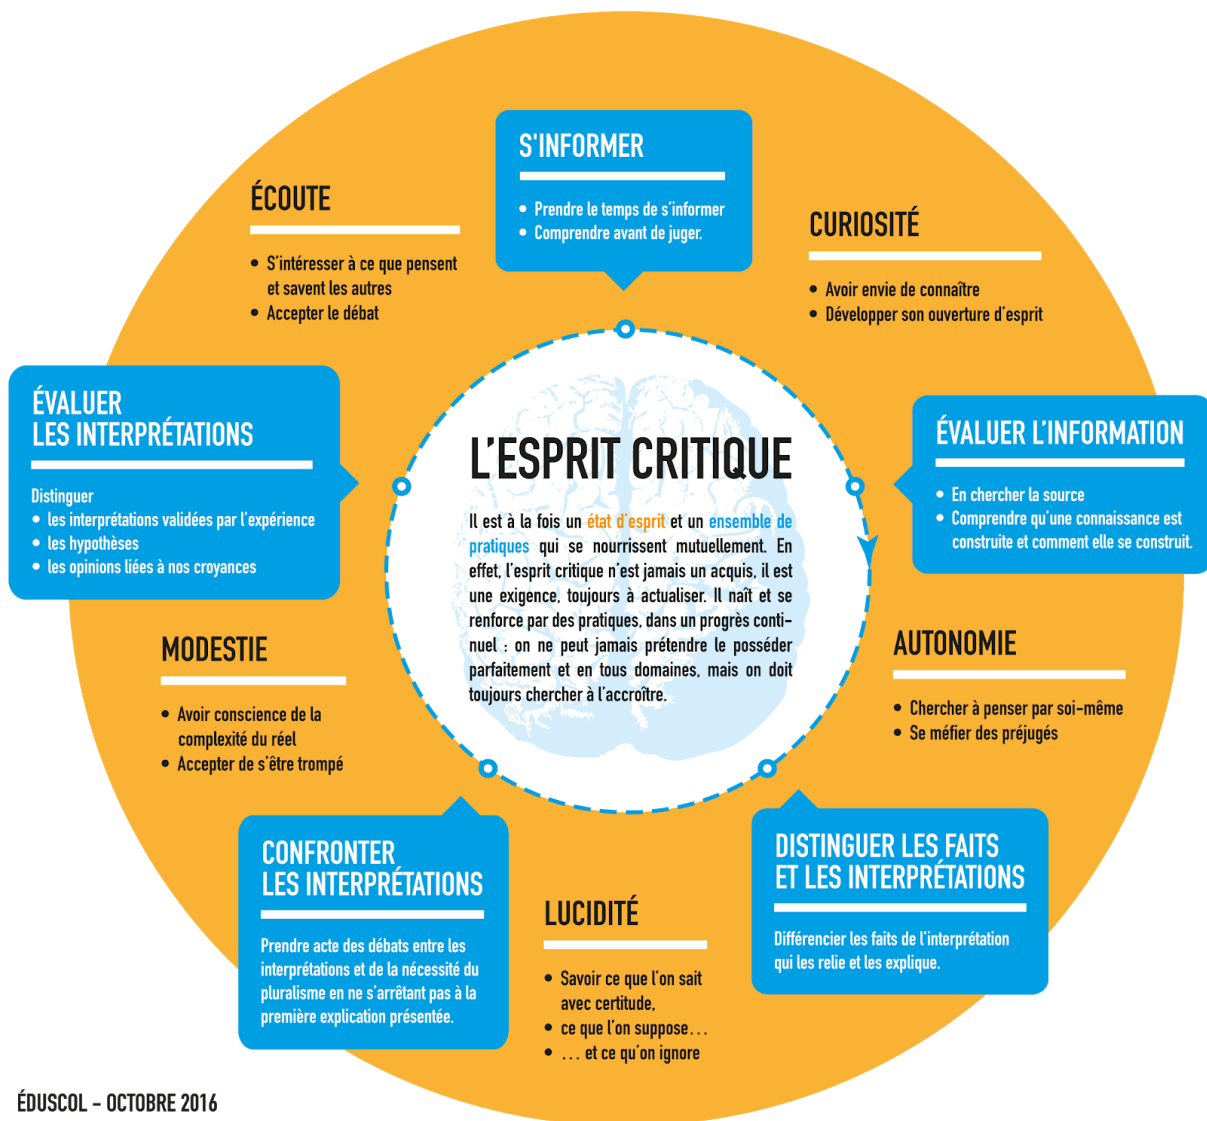 S'INFORMER
• Prendre le temps de s'informer
• Comprendre avant de juger.
CURIOSITÉ
• Avoir envie de connaître
• Développer son ouverture d'esprit
ÉVALUER L'INFORMATION
• En chercher la source
• Comprendre qu'une connaissance est
construite et comment elle se construit.
AUTONOMIE
• Chercher à penser par soi-même
• Se méfier des préjugés
DISTINGUER LES FAITS
ET LES INTERPRÉTATIONS
Différencier les faits de l'interprétation
qui les relie et les explique.
LUCIDITÉ
• Savoir ce que l'on sait
avec certitude,
• ce que l'on suppose...
• ... et ce qu'on ignore
CONFRONTER
LES INTERPRÉTATIONS
Prendre acte des débats entre les
interprétations et de la nécessité du
pluralisme en ne s'arrêtant pas à la
première explication présentée.
MODESTIE
• Avoir conscience de la
complexité du réel
• Accepter de s'être trompé
ÉVALUER
LES INTERPRÉTATIONS
Distinguer
• les interprétations validées par l'expérience
• les hypothèses
• les opinions liées à nos croyances
ÉCOUTE
• S'intéresser à ce que pensent
et savent les autres
• Accepter le débat
L'ESPRIT CRITIQUE
Il est à la fois un état d'esprit et un ensemble de
pratiques qui se nourrissent mutuellement. En
effet, l'esprit critique n'est jamais un acquis, il est
une exigence, toujours à actualiser. Il naît et se
renforce par des pratiques, dans un progrès conti-
nuel : on ne peut jamais prétendre le posséder
parfaitement et en tous domaines, mais on doit
toujours chercher à l'accroître.
ÉDUSCOL - OCTOBRE 2016